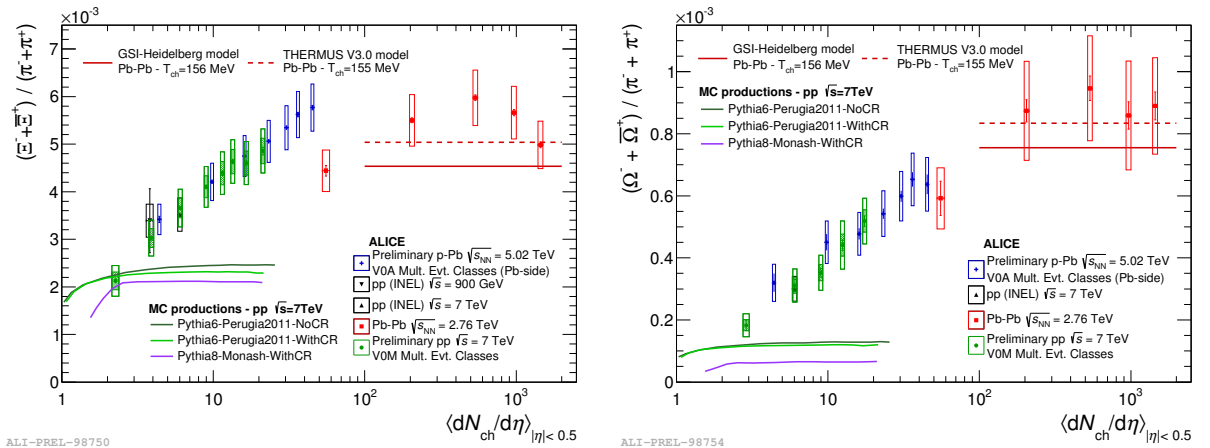 ×10⁻³
(Ξ⁻+Ξ̄⁺) / (π⁻+π⁺)
7
6
5
4
3
2
1
0
GSI-Heidelberg model
Pb-Pb - T_ch=156 MeV
THERMUS V3.0 model
Pb-Pb - T_ch=155 MeV
MC productions - pp √s=7TeV
Pythia6-Perugia2011-NoCR
Pythia6-Perugia2011-WithCR
Pythia8-Monash-WithCR
ALICE
Preliminary p-Pb √s_NN = 5.02 TeV
V0A Mult. Evt. Classes (Pb-side)
pp (INEL) √s = 900 GeV
pp (INEL) √s = 7 TeV
Pb-Pb √s_NN = 2.76 TeV
Preliminary pp √s = 7 TeV
V0M Mult. Evt. Classes
1 10 10² 10³
⟨dN_ch/dη⟩_|η|< 0.5
ALI-PREL-98750
×10⁻³
(Ω⁻ + Ω̄⁺) / (π⁻ + π⁺)
1.2
1
0.8
0.6
0.4
0.2
0
GSI-Heidelberg model
Pb-Pb - T_ch=156 MeV
THERMUS V3.0 model
Pb-Pb - T_ch=155 MeV
MC productions - pp √s=7TeV
Pythia6-Perugia2011-NoCR
Pythia6-Perugia2011-WithCR
Pythia8-Monash-WithCR
ALICE
Preliminary p-Pb √s_NN = 5.02 TeV
V0A Mult. Evt. Classes (Pb-side)
pp (INEL) √s = 7 TeV
Pb-Pb √s_NN = 2.76 TeV
Preliminary pp √s = 7 TeV
V0M Mult. Evt. Classes
1 10 10² 10³
⟨dN_ch/dη⟩_|η|< 0.5
ALI-PREL-98754